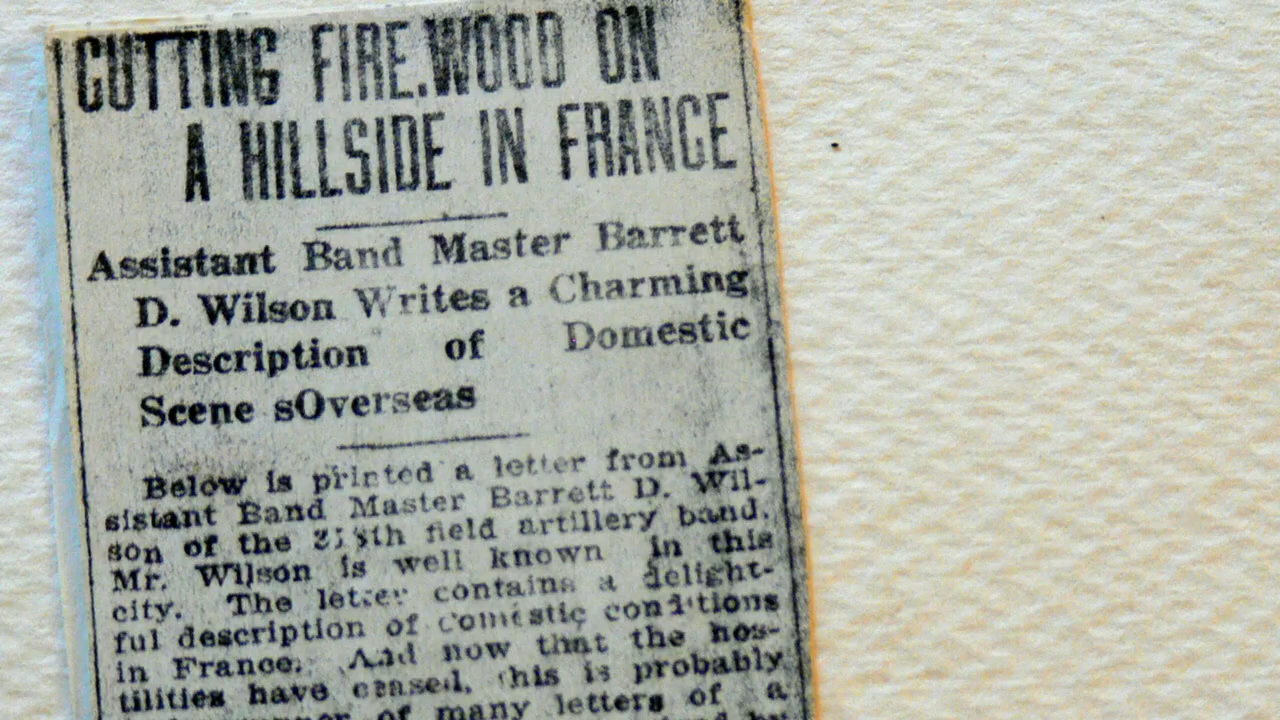 CUTTING FIRE.WOOD ON
A HILLSIDE IN FRANCE
Assistant Band Master Barrett
D. Wilson Writes a Charming
Description of Domestic
Scene sOverseas
Below is printed a letter from As-
sistant Band Master Barrett D. Wil-
son of the field artillery band.
Mr. Wilson is well known in this
city. The letter contains a delight-
ful description of domestic conditions
in France. And now that the hos-
tilities have ceased, this is probably
of many letters of a
by